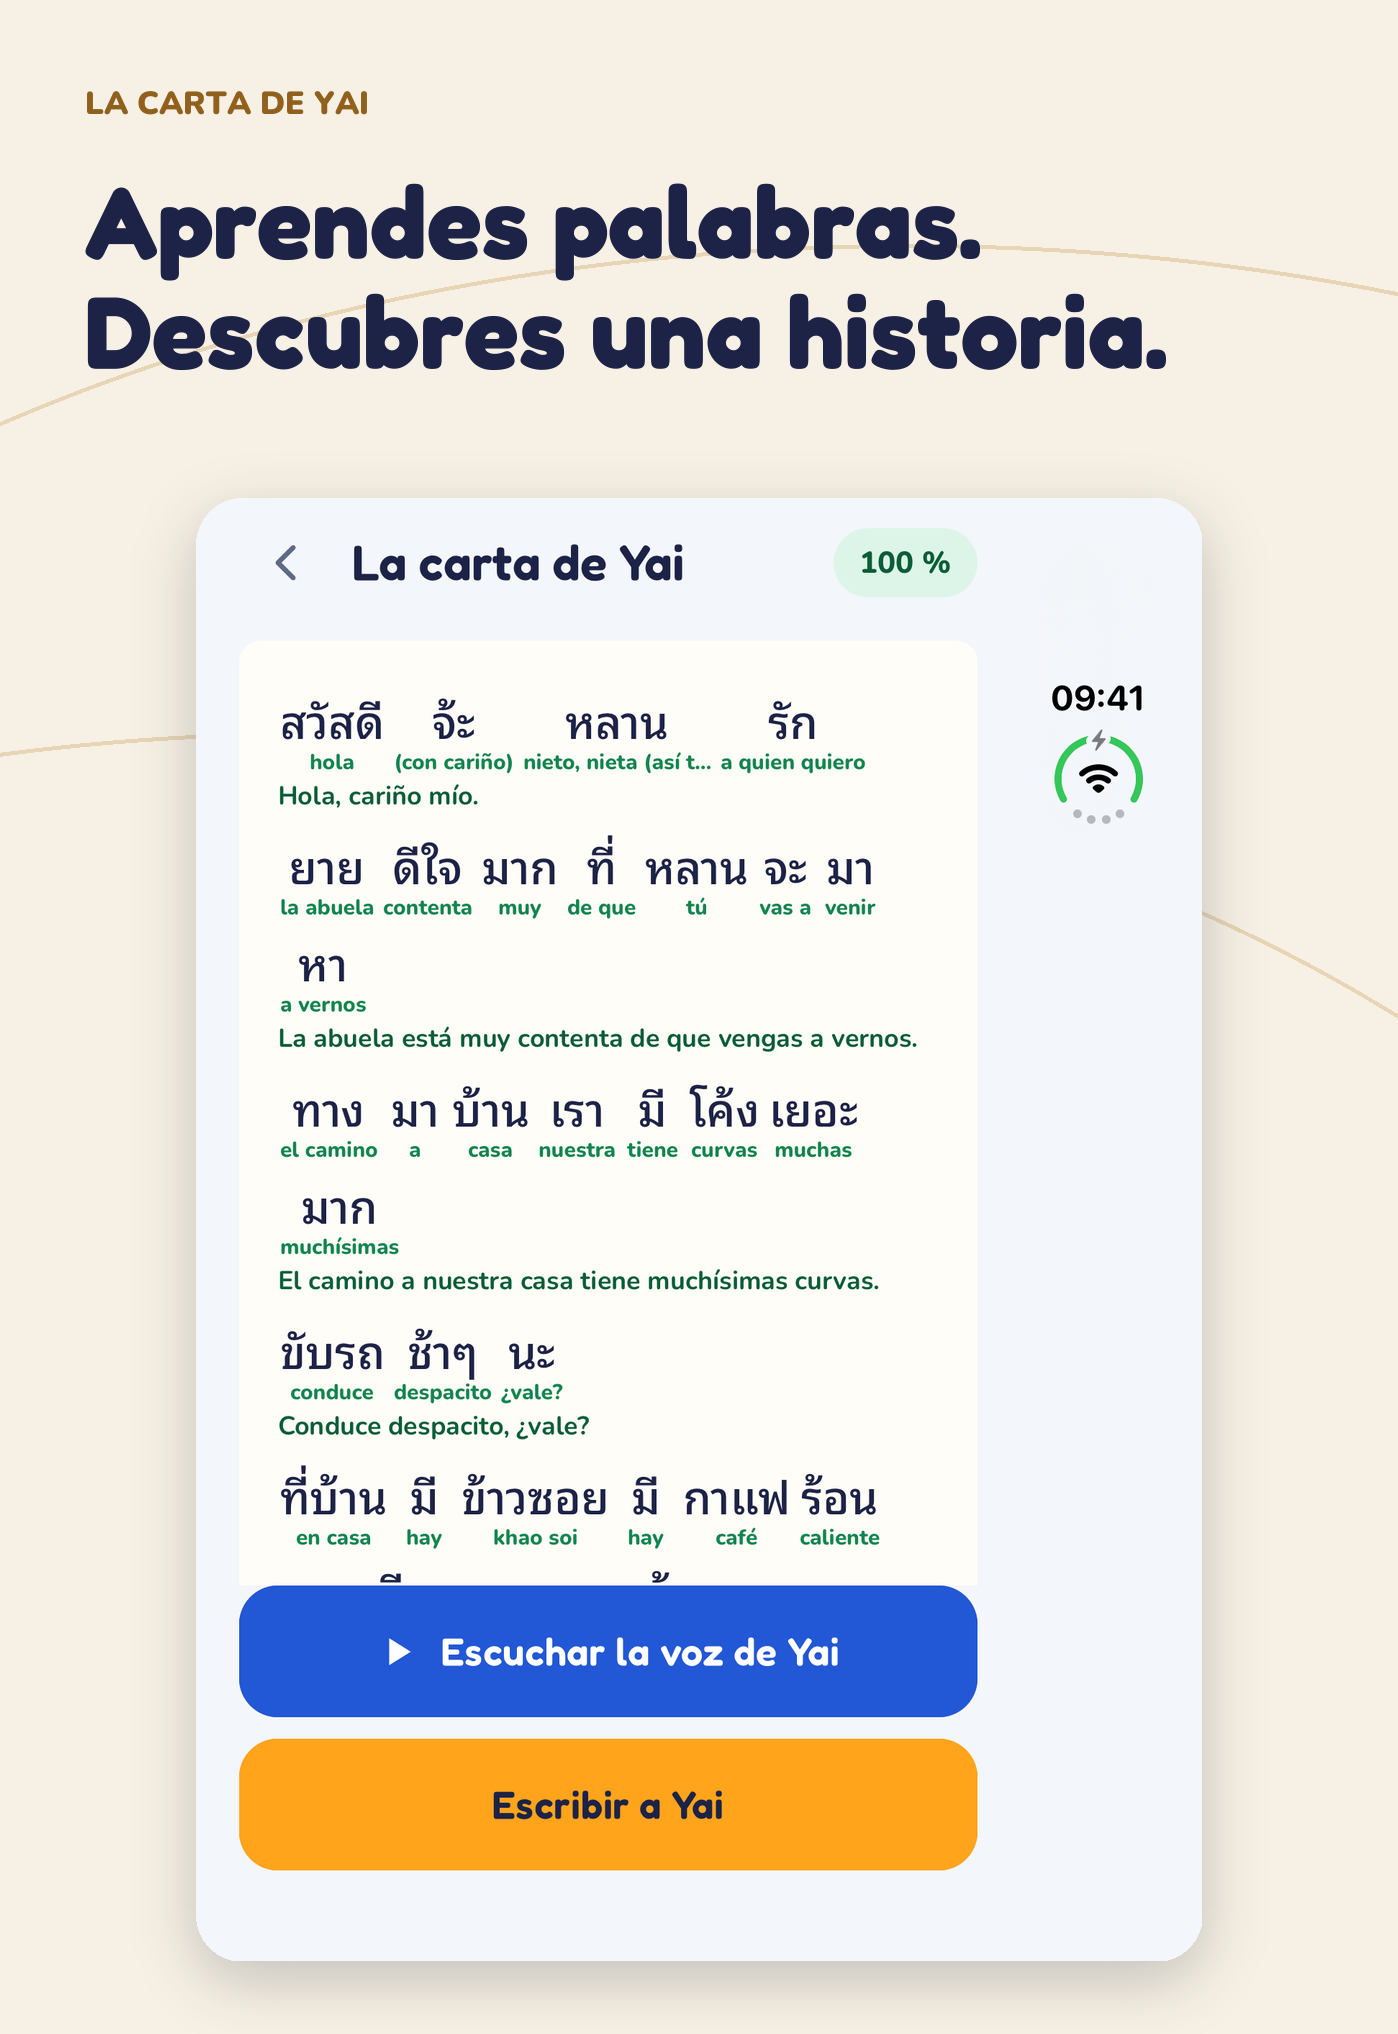 LA CARTA DE YAI
Aprendes palabras.
Descubres una historia.
La carta de Yai
100 %
09:41
สวัสดี จ้ะ หลาน รัก
hola (con cariño) nieto, nieta (así t... a quien quiero
Hola, cariño mío.
ยาย ดีใจ มาก ที่ หลาน จะ มา
la abuela contenta muy de que tú vas a venir
หา
a vernos
La abuela está muy contenta de que vengas a vernos.
ทาง มา บ้าน เรา มี โค้ง เยอะ
el camino a casa nuestra tiene curvas muchas
มาก
muchísimas
El camino a nuestra casa tiene muchísimas curvas.
ขับรถ ช้าๆ นะ
conduce despacito ¿vale?
Conduce despacito, ¿vale?
ที่บ้าน มี ข้าวซอย มี กาแฟ ร้อน
en casa hay khao soi hay café caliente
Escuchar la voz de Yai
Escribir a Yai